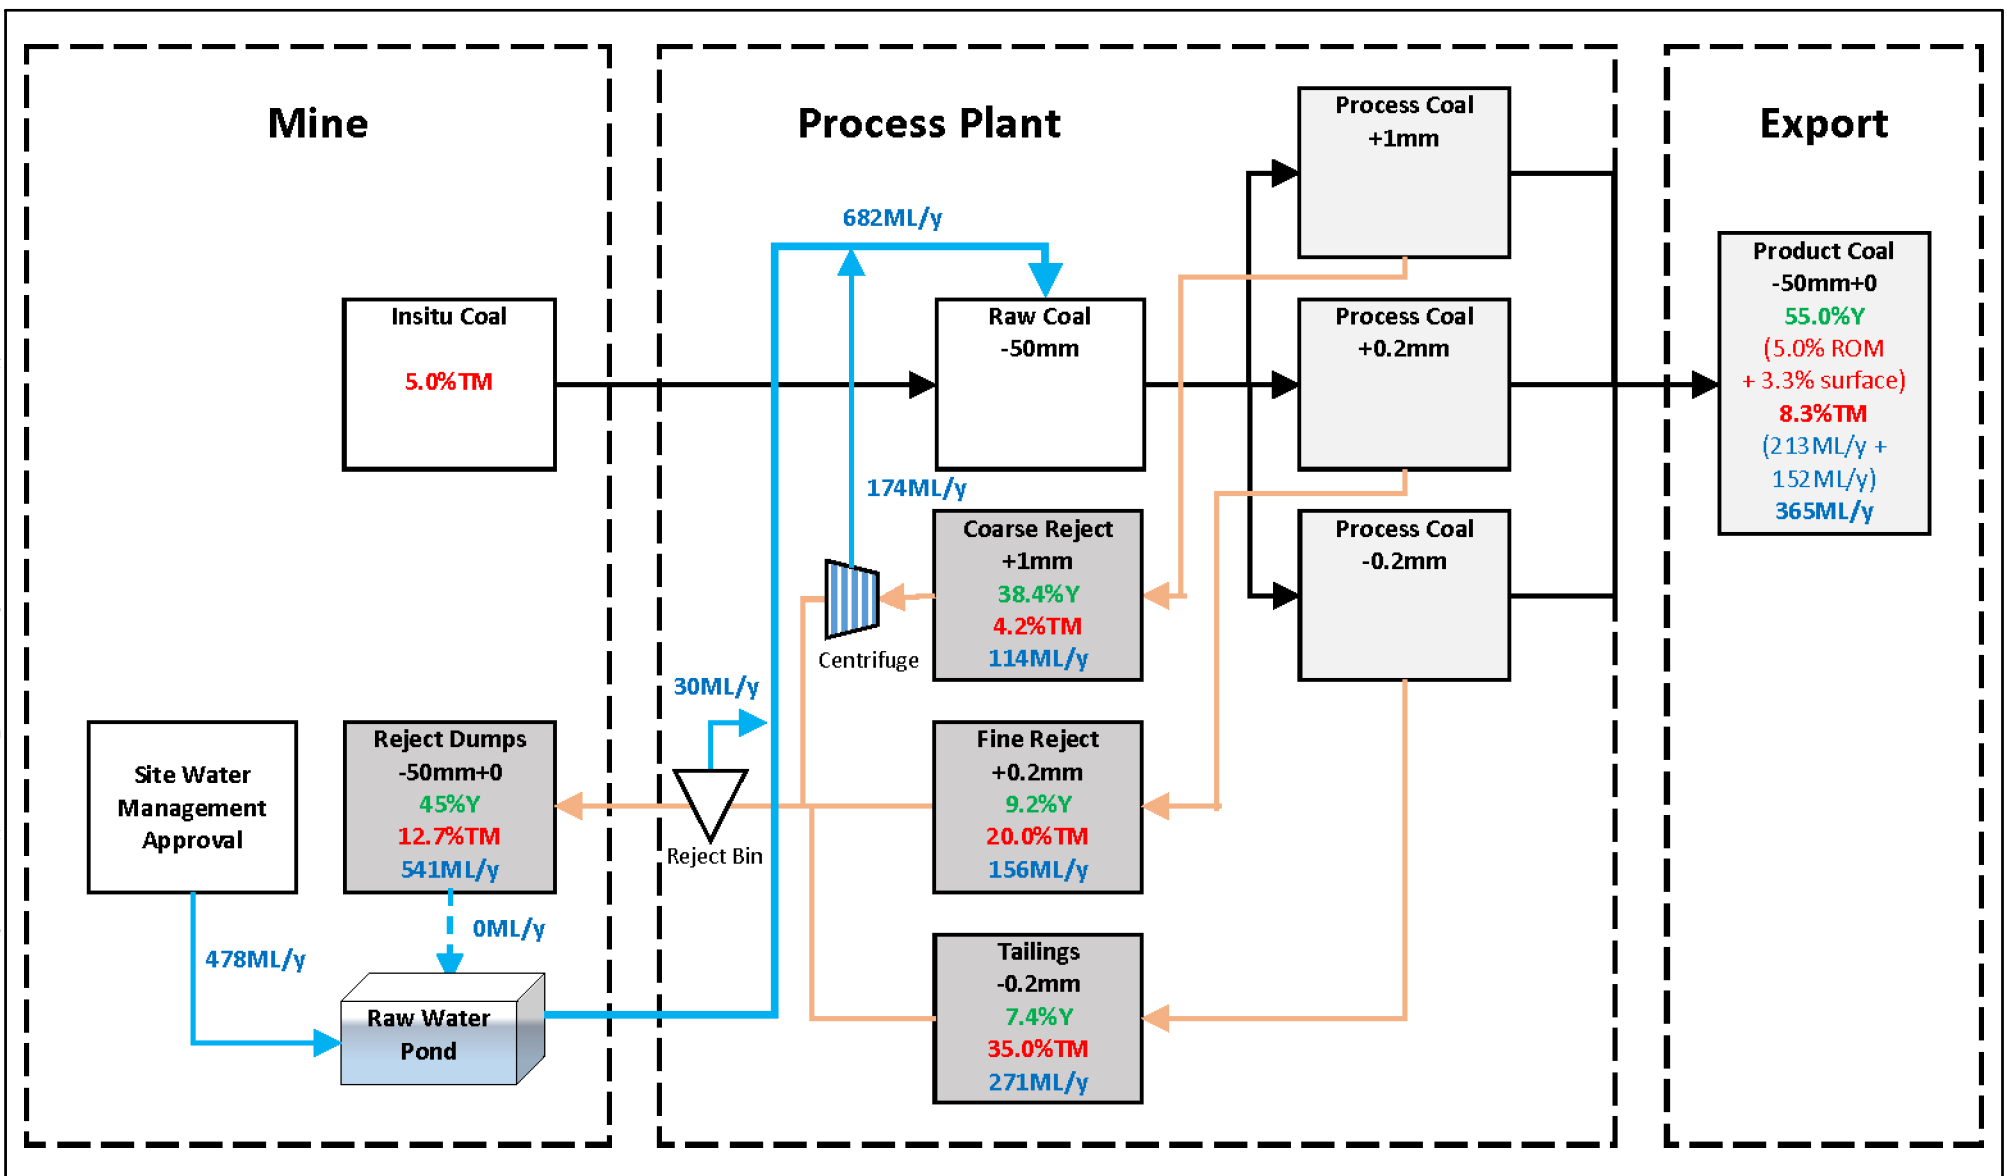 Mine
Process Plant
Export
Process Coal
+1mm
682ML/y
Insitu Coal
5.0%TM
Raw Coal
-50mm
Process Coal
+0.2mm
Product Coal
-50mm+0
55.0%Y
(5.0% ROM
+ 3.3% surface)
8.3%TM
(213ML/y +
152ML/y)
365ML/y
174ML/y
Coarse Reject
+1mm
38.4%Y
4.2%TM
114ML/y
Process Coal
-0.2mm
Centrifuge
30ML/y
Site Water
Management
Approval
Reject Dumps
-50mm+0
45%Y
12.7%TM
541ML/y
Reject Bin
Fine Reject
+0.2mm
9.2%Y
20.0%TM
156ML/y
478ML/y
0ML/y
Raw Water
Pond
Tailings
-0.2mm
7.4%Y
35.0%TM
271ML/y